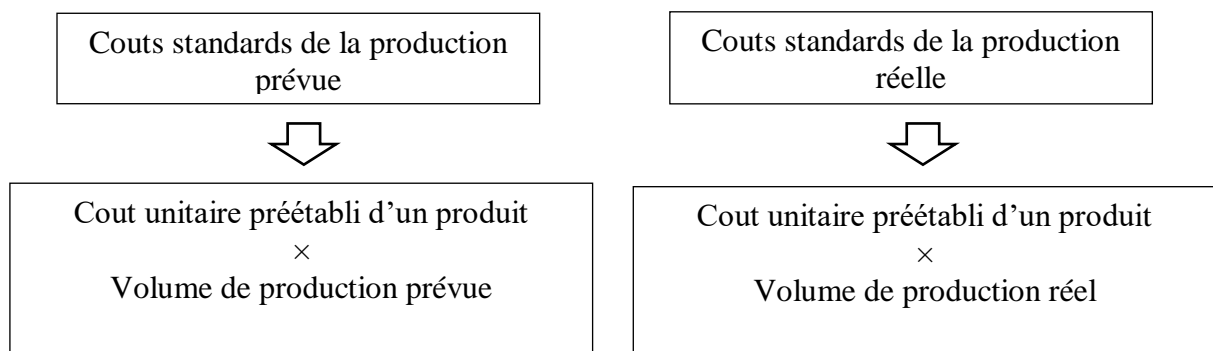 Couts standards de la production
prévue
Couts standards de la production
réelle
Cout unitaire préétabli d’un produit
×
Volume de production prévue
Cout unitaire préétabli d’un produit
×
Volume de production réel